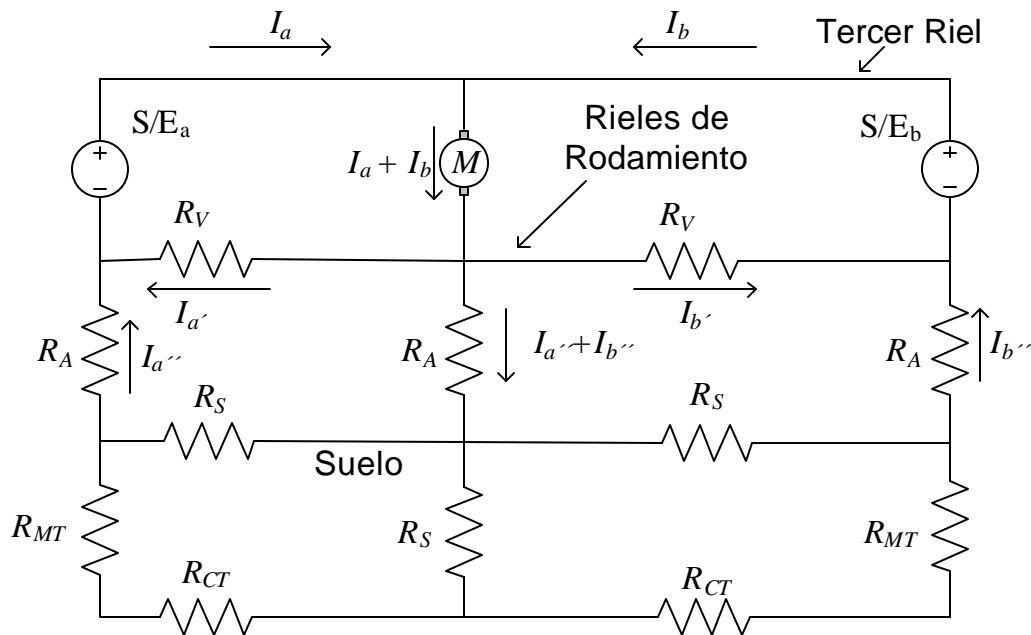 I_a
I_b
Tercer Riel
S/E_a
+
−
I_a + I_b
M
Rieles de
Rodamiento
S/E_b
+
−
R_V
R_V
I_a´
I_b´
R_A
I_a´´
R_A
I_a´´+I_b´´
R_A
I_b´´
R_S
R_S
Suelo
R_MT
R_S
R_MT
R_CT
R_CT